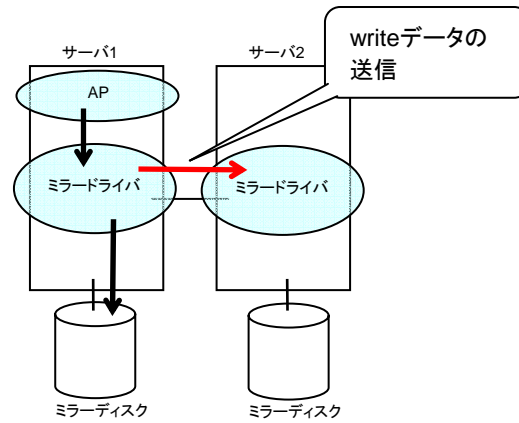 writeデータの
送信
サーバ1
サーバ2
AP
ミラードライバ
ミラードライバ
ミラーディスク
ミラーディスク